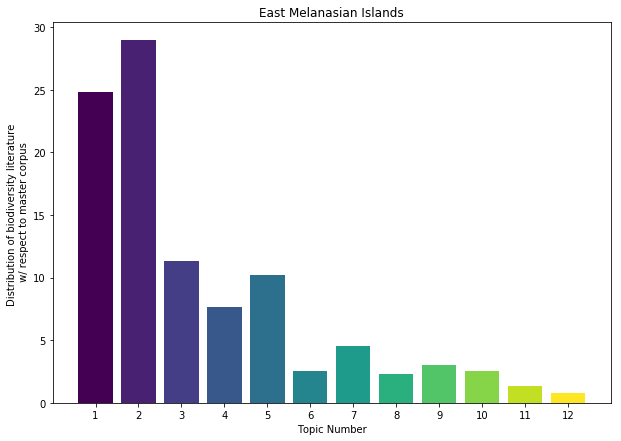 East Melanasian Islands
30
25
20
15
10
5
0
Distribution of biodiversity literature
w/ respect to master corpus
1 2 3 4 5 6 7 8 9 10 11 12
Topic Number